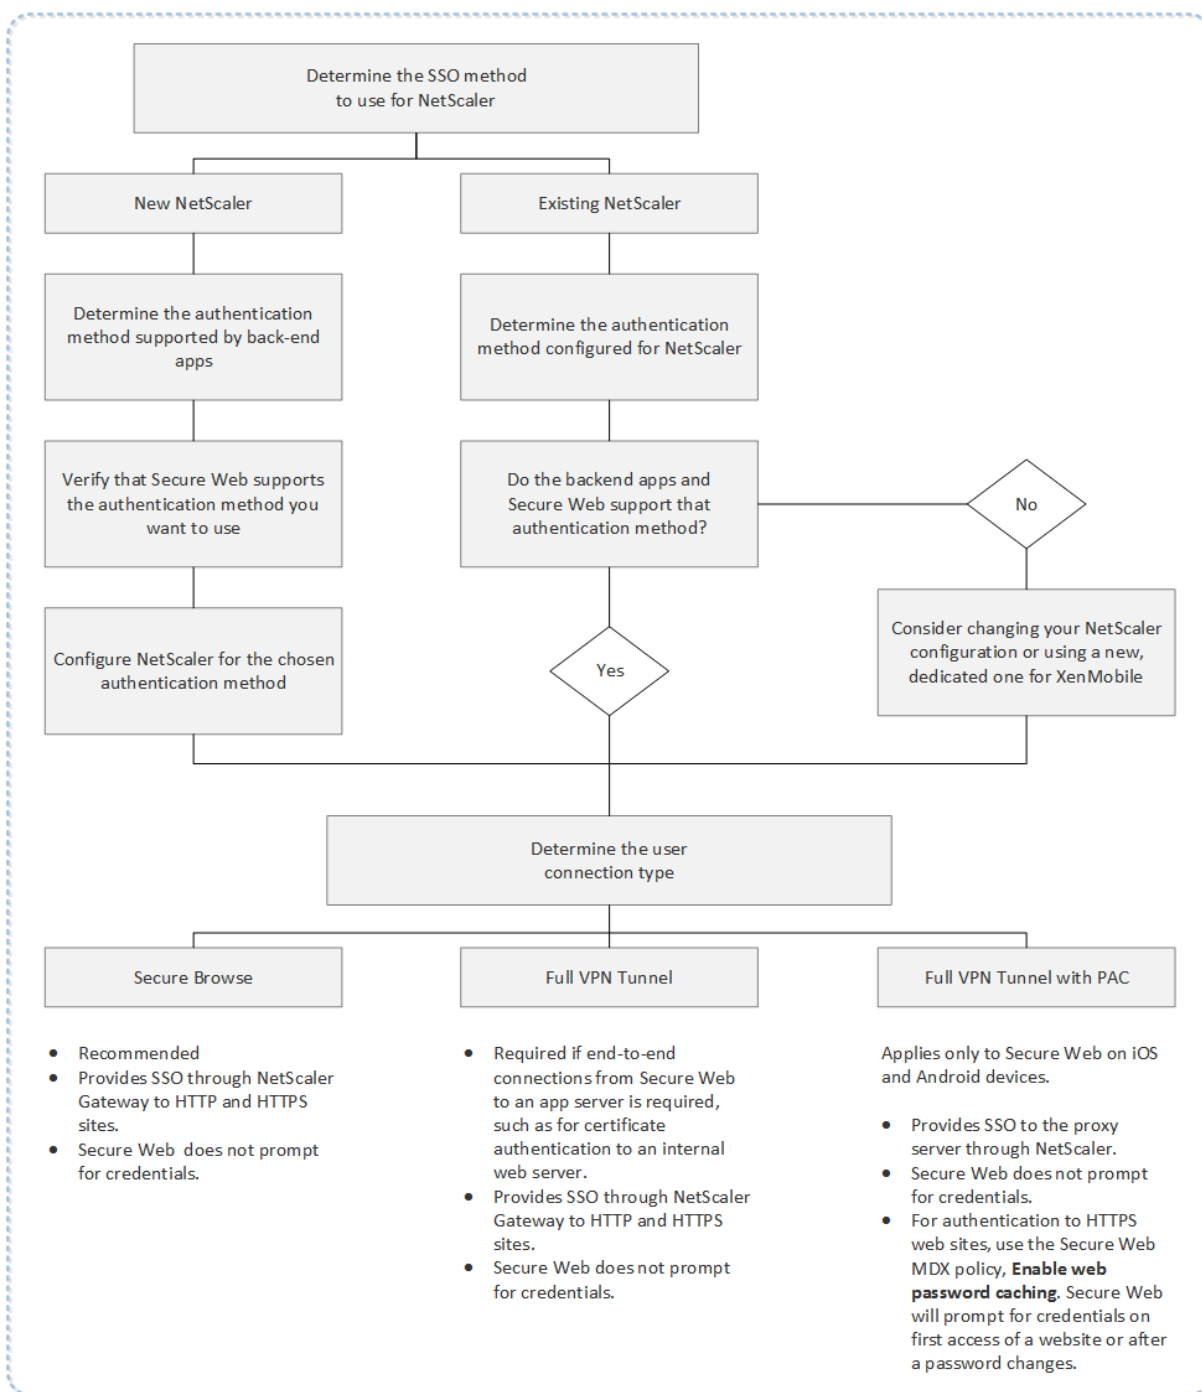 Determine the SSO method
to use for NetScaler
New NetScaler
Existing NetScaler
Determine the authentication
method supported by back-end
apps
Determine the authentication
method configured for NetScaler
Verify that Secure Web supports
the authentication method you
want to use
Do the backend apps and
Secure Web support that
authentication method?
No
Configure NetScaler for the chosen
authentication method
Yes
Consider changing your NetScaler
configuration or using a new,
dedicated one for XenMobile
Determine the user
connection type
Secure Browse
• Recommended
• Provides SSO through NetScaler
Gateway to HTTP and HTTPS
sites.
• Secure Web does not prompt
for credentials.
Full VPN Tunnel
• Required if end-to-end
connections from Secure Web
to an app server is required,
such as for certificate
authentication to an internal
web server.
• Provides SSO through NetScaler
Gateway to HTTP and HTTPS
sites.
• Secure Web does not prompt
for credentials.
Full VPN Tunnel with PAC
Applies only to Secure Web on iOS
and Android devices.
• Provides SSO to the proxy
server through NetScaler.
• Secure Web does not prompt
for credentials.
• For authentication to HTTPS
web sites, use the Secure Web
MDX policy, Enable web
password caching. Secure Web
will prompt for credentials on
first access of a website or after
a password changes.